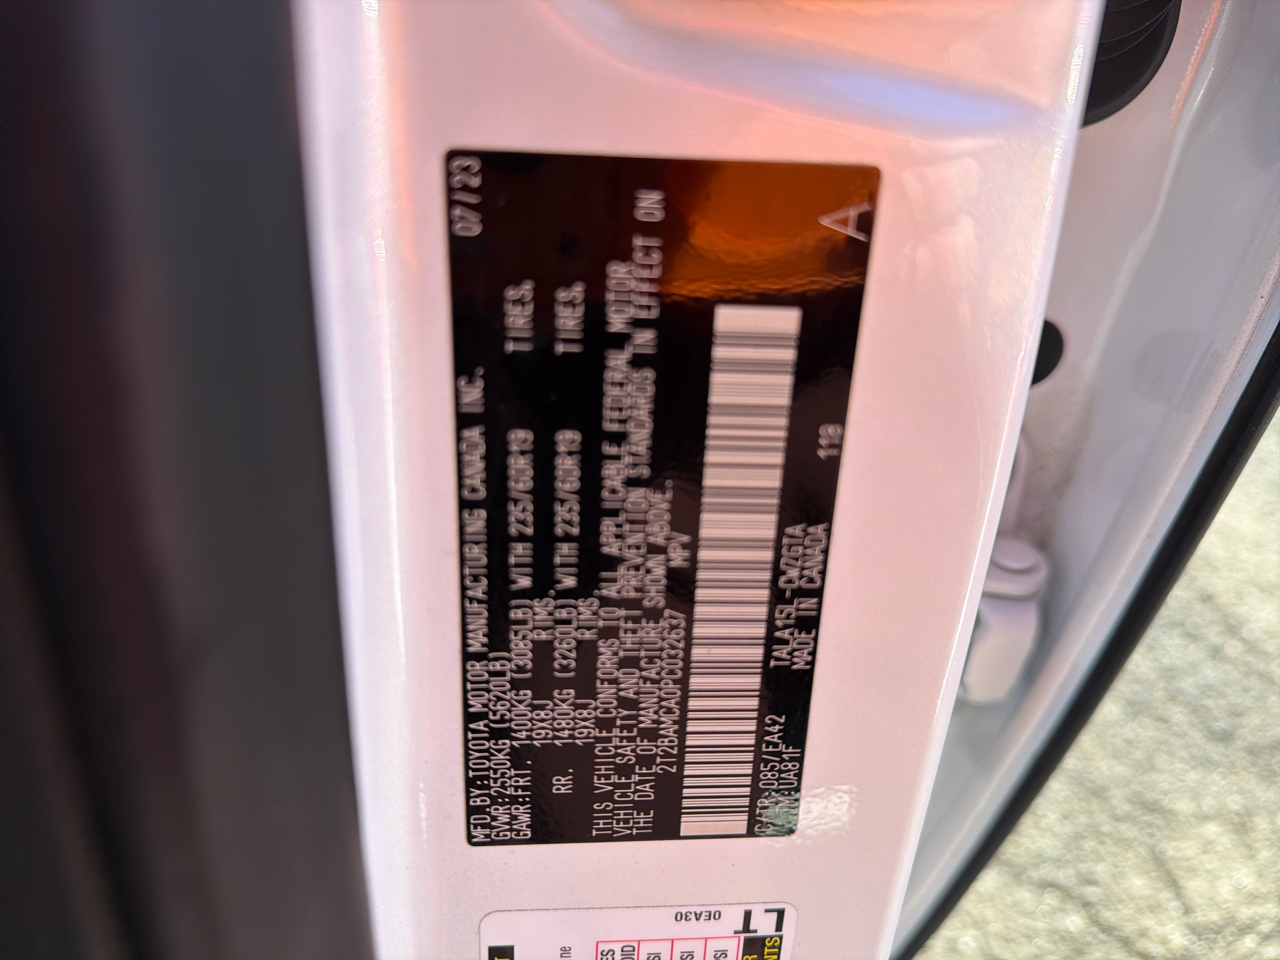 MFD.BY:TOYOTA MOTOR MANUFACTURING CANADA INC. 07/23
GVWR:2550KG (5620LB)
GAWR:FRT. 1400KG (3085LB) WITH 235/60R19 TIRES,
19X8J RIMS,
RR. 1480KG (3260LB) WITH 235/60R19 TIRES,
19X8J RIMS
THIS VEHICLE CONFORMS TO ALL APPLICABLE FEDERAL MOTOR
VEHICLE SAFETY AND THEFT PREVENTION STANDARDS IN EFFECT ON
THE DATE OF MANUFACTURE SHOWN ABOVE.
2T2BAMCA0PC032637 MPV
C/TR:085/EA42 TALA15L-CWZGTA 118 A
UA81F MADE IN CANADA
0EA30
LT